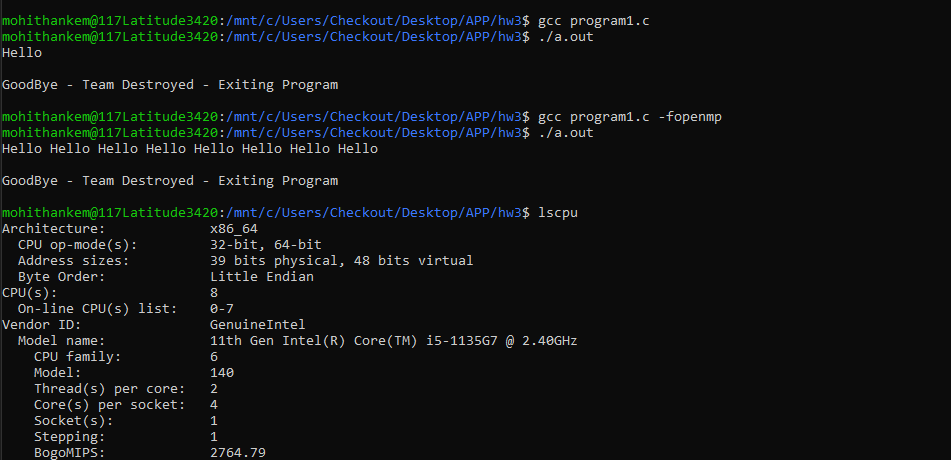 mohithankem@117Latitude3420:/mnt/c/Users/Checkout/Desktop/APP/hw3$ gcc program1.c
mohithankem@117Latitude3420:/mnt/c/Users/Checkout/Desktop/APP/hw3$ ./a.out
Hello
GoodBye - Team Destroyed - Exiting Program
mohithankem@117Latitude3420:/mnt/c/Users/Checkout/Desktop/APP/hw3$ gcc program1.c -fopenmp
mohithankem@117Latitude3420:/mnt/c/Users/Checkout/Desktop/APP/hw3$ ./a.out
Hello Hello Hello Hello Hello Hello Hello Hello
GoodBye - Team Destroyed - Exiting Program
mohithankem@117Latitude3420:/mnt/c/Users/Checkout/Desktop/APP/hw3$ lscpu
Architecture: x86_64
CPU op-mode(s): 32-bit, 64-bit
Address sizes: 39 bits physical, 48 bits virtual
Byte Order: Little Endian
CPU(s): 8
On-line CPU(s) list: 0-7
Vendor ID: GenuineIntel
Model name: 11th Gen Intel(R) Core(TM) i5-1135G7 @ 2.40GHz
CPU family: 6
Model: 140
Thread(s) per core: 2
Core(s) per socket: 4
Socket(s): 1
Stepping: 1
BogoMIPS: 2764.79